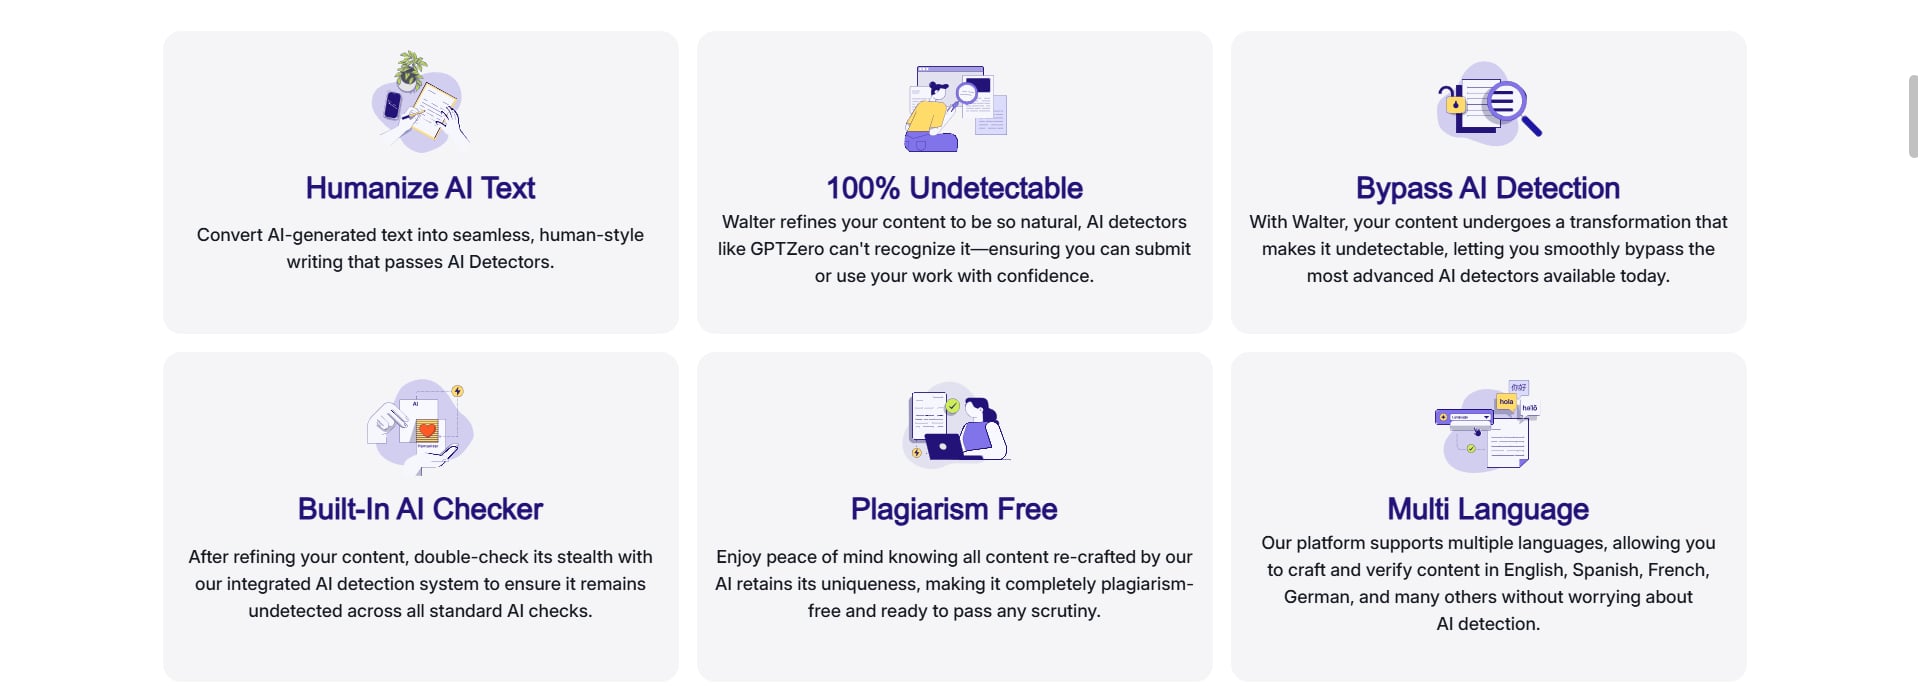 Humanize AI Text
Convert AI-generated text into seamless, human-style
writing that passes AI Detectors.
100% Undetectable
Walter refines your content to be so natural, AI detectors
like GPTZero can't recognize it—ensuring you can submit
or use your work with confidence.
Bypass AI Detection
With Walter, your content undergoes a transformation that
makes it undetectable, letting you smoothly bypass the
most advanced AI detectors available today.
AI
Built-In AI Checker
After refining your content, double-check its stealth with
our integrated AI detection system to ensure it remains
undetected across all standard AI checks.
Plagiarism Free
Enjoy peace of mind knowing all content re-crafted by our
AI retains its uniqueness, making it completely plagiarism-
free and ready to pass any scrutiny.
你好
hola
Language
Multi Language
Our platform supports multiple languages, allowing you
to craft and verify content in English, Spanish, French,
German, and many others without worrying about
AI detection.